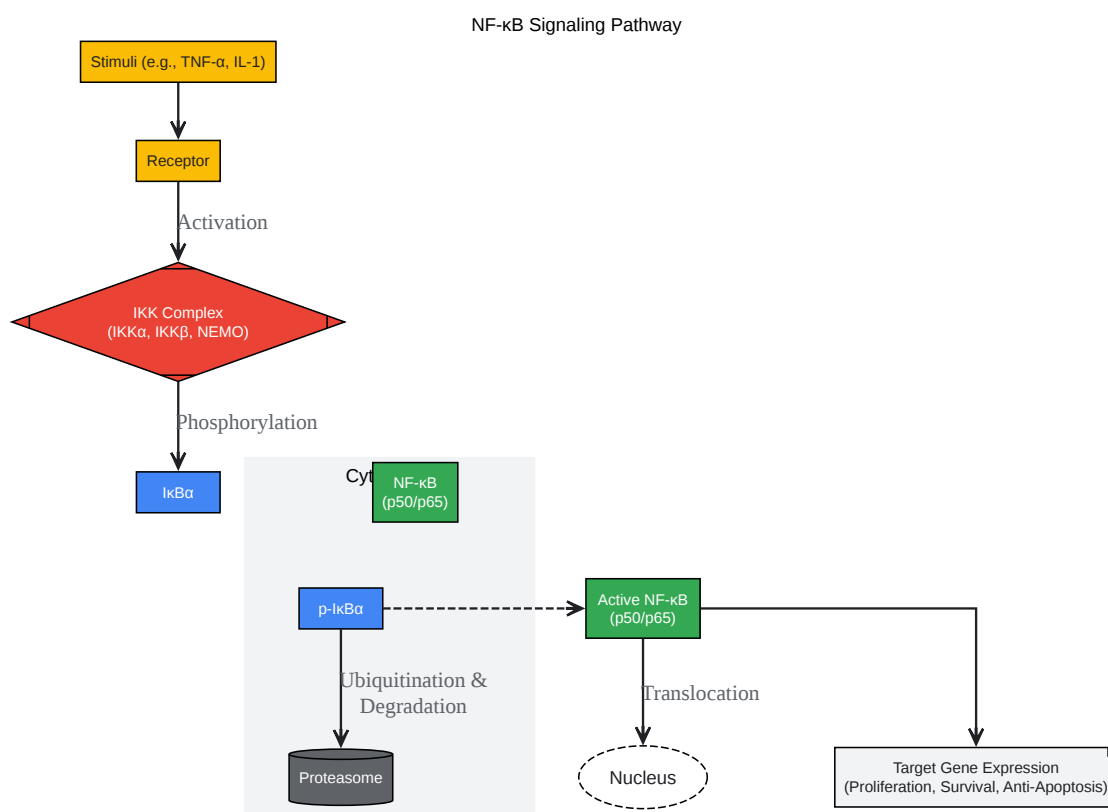 NF-κB Signaling Pathway
Stimuli (e.g., TNF-α, IL-1)
Receptor
Activation
IKK Complex
(IKKα, IKKβ, NEMO)
Phosphorylation
IκBα
NF-κB
(p50/p65)
p-IκBα
Active NF-κB
(p50/p65)
Ubiquitination &
Degradation
Translocation
Proteasome
Nucleus
Target Gene Expression
(Proliferation, Survival, Anti-Apoptosis)